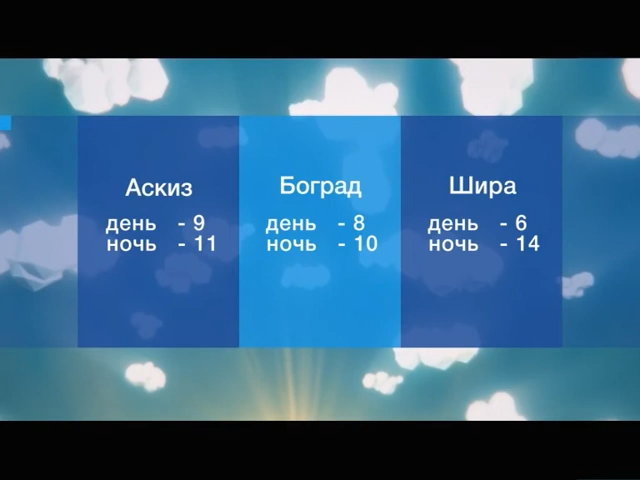 Аскиз
день - 9
ночь - 11
Боград
день - 8
ночь - 10
Шира
день - 6
ночь - 14